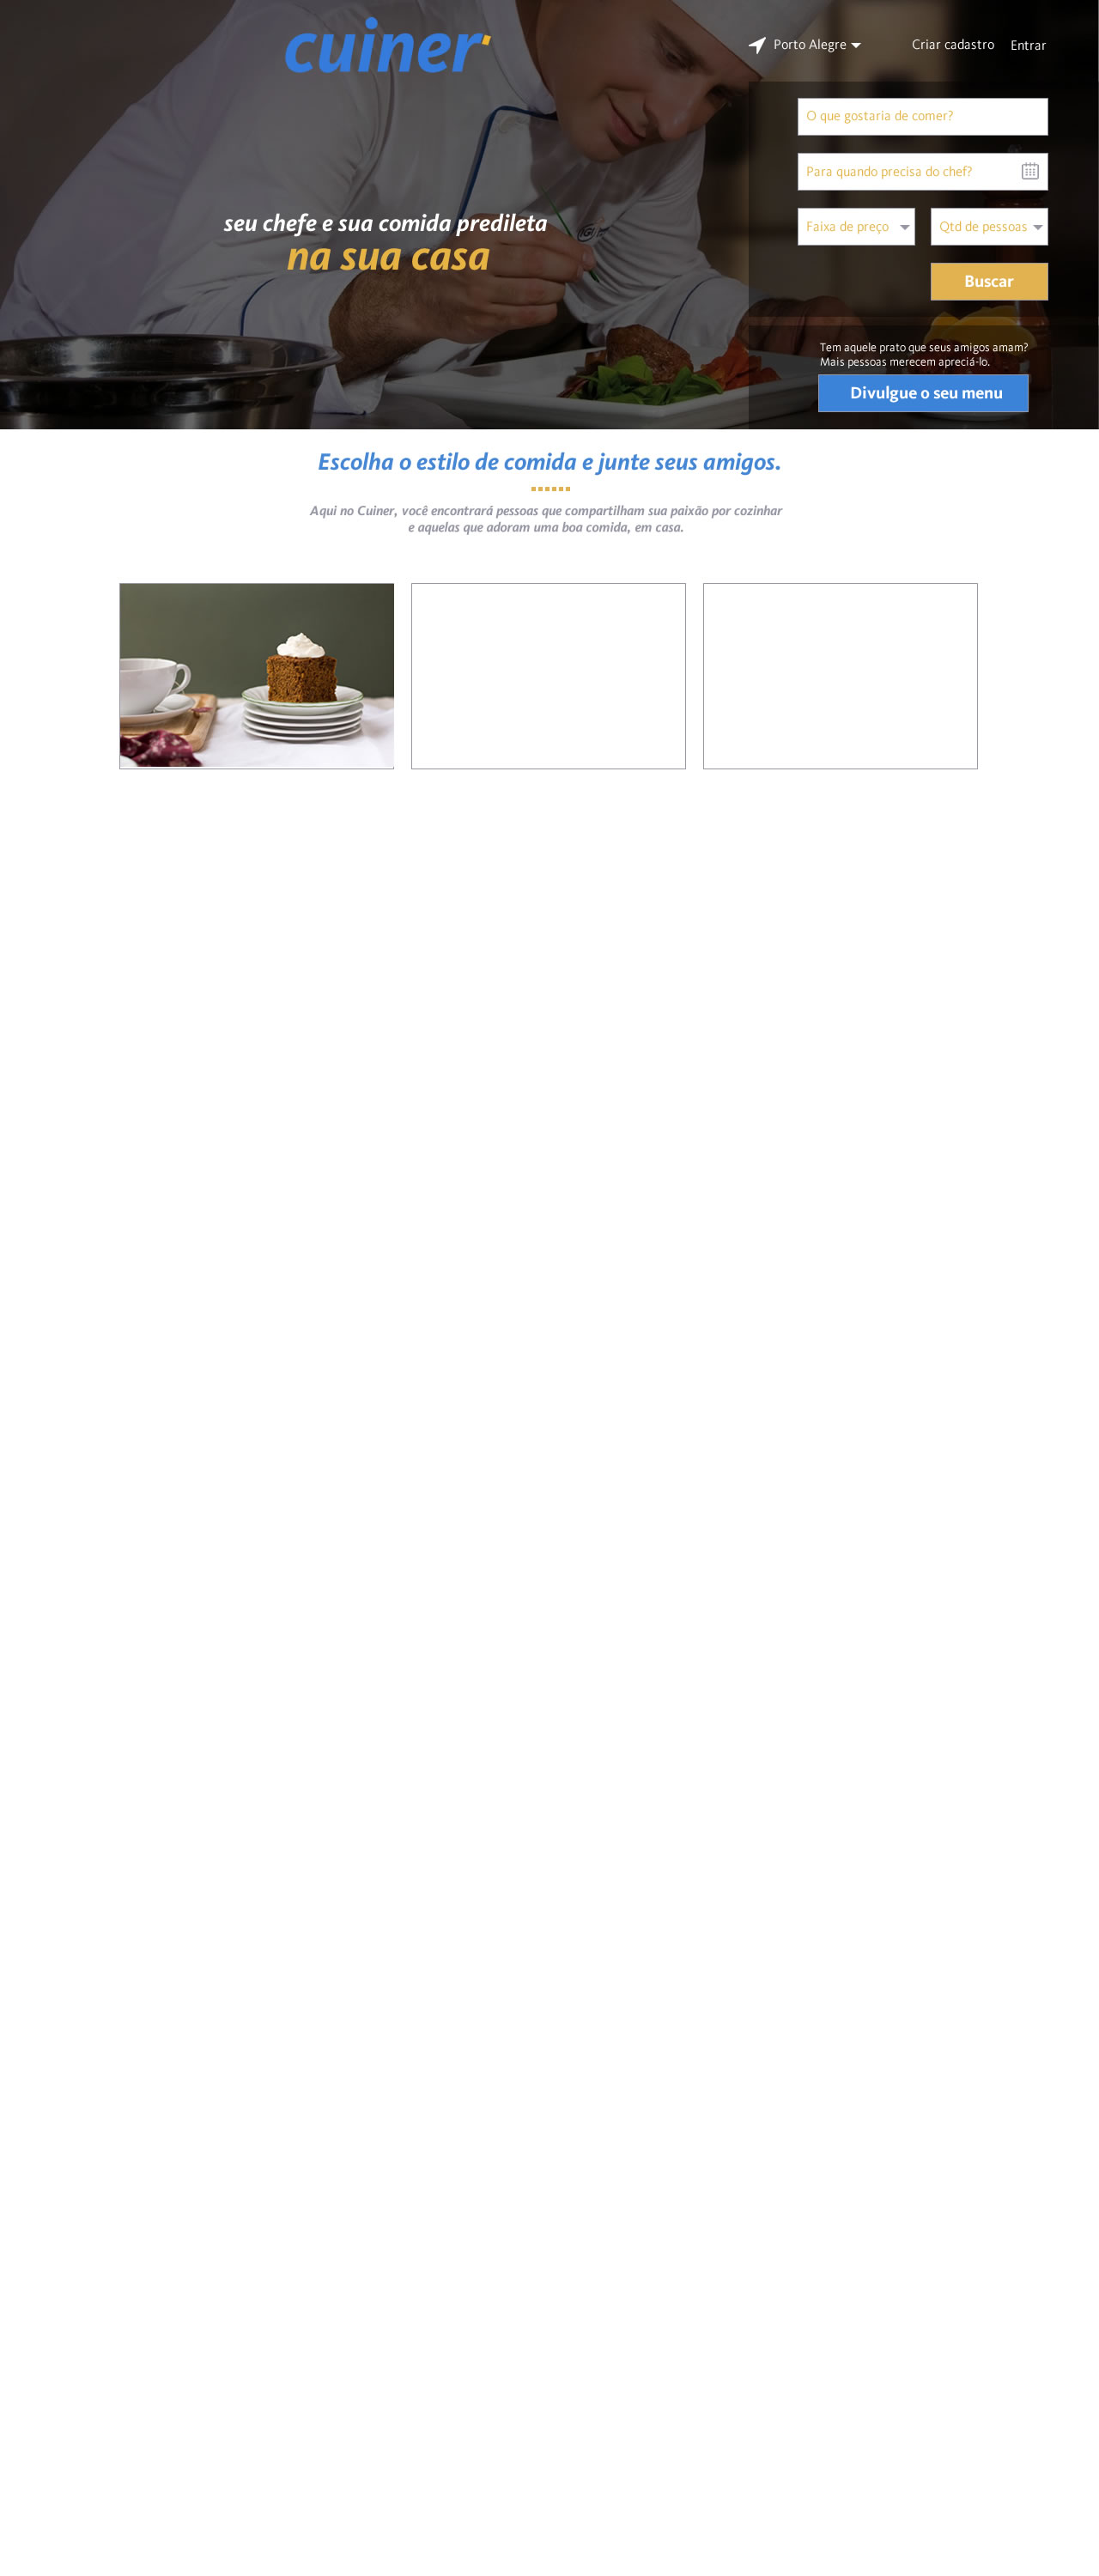 cuiner
Porto Alegre
Criar cadastro
Entrar
O que gostaria de comer?
Para quando precisa do chef?
Faixa de preço
Qtd de pessoas
Buscar
seu chefe e sua comida predileta
na sua casa
Tem aquele prato que seus amigos amam?
Mais pessoas merecem apreciá-lo.
Divulgue o seu menu
Escolha o estilo de comida e junte seus amigos.
Aqui no Cuiner, você encontrará pessoas que compartilham sua paixão por cozinhar
e aquelas que adoram uma boa comida, em casa.